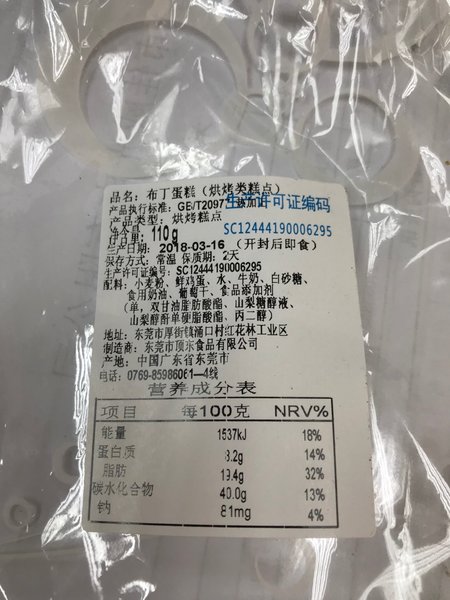 品名：布丁蛋糕（烘烤类糕点）
产品执行标准：GB/T2097
生产许可证编码
产品类型：烘烤糕点
SC12444190006295
110g
生产日期：2018-03-16（开封后即食）
保存方式：常温 保质期：2天
生产许可证编号：SC12444190006295
配料：小麦粉、鲜鸡蛋、水、牛奶、白砂糖、
食用奶油、葡萄干、食品添加剂
（单，双甘油脂肪酸酯、山梨糖醇液、
山梨醇酐单硬脂酸酯、丙二醇）
地址：东莞市厚街镇涌口村红花林工业区
制造商：东莞市顶永食品有限公司
产地：中国广东省东莞市
电话：0769-85986061—4线
营养成分表
项目 每100克 NRV%
能量 1537kJ 18%
蛋白质 8.2g 14%
脂肪 19.4g 32%
碳水化合物 40.0g 13%
钠 81mg 4%